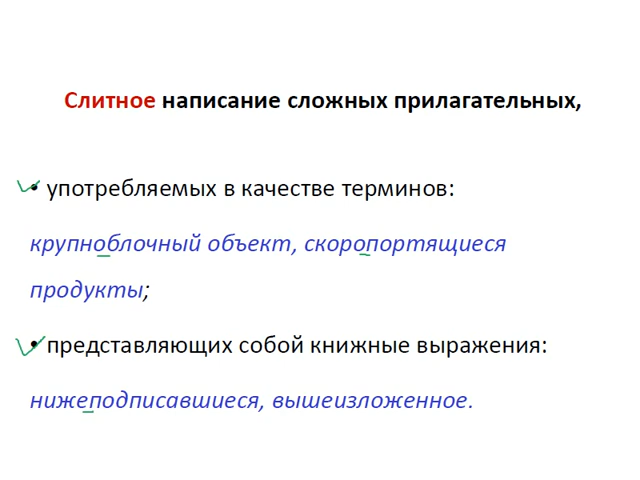 Слитное написание сложных прилагательных,
• употребляемых в качестве терминов:
крупноблочный объект, скоропортящиеся
продукты;
• представляющих собой книжные выражения:
нижеподписавшиеся, вышеизложенное.